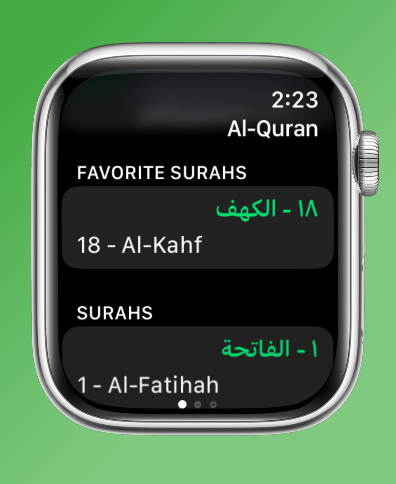 2:23
Al-Quran
FAVORITE SURAHS
١٨ - الكهف
18 - Al-Kahf
SURAHS
١ - الفاتحة
1 - Al-Fatihah